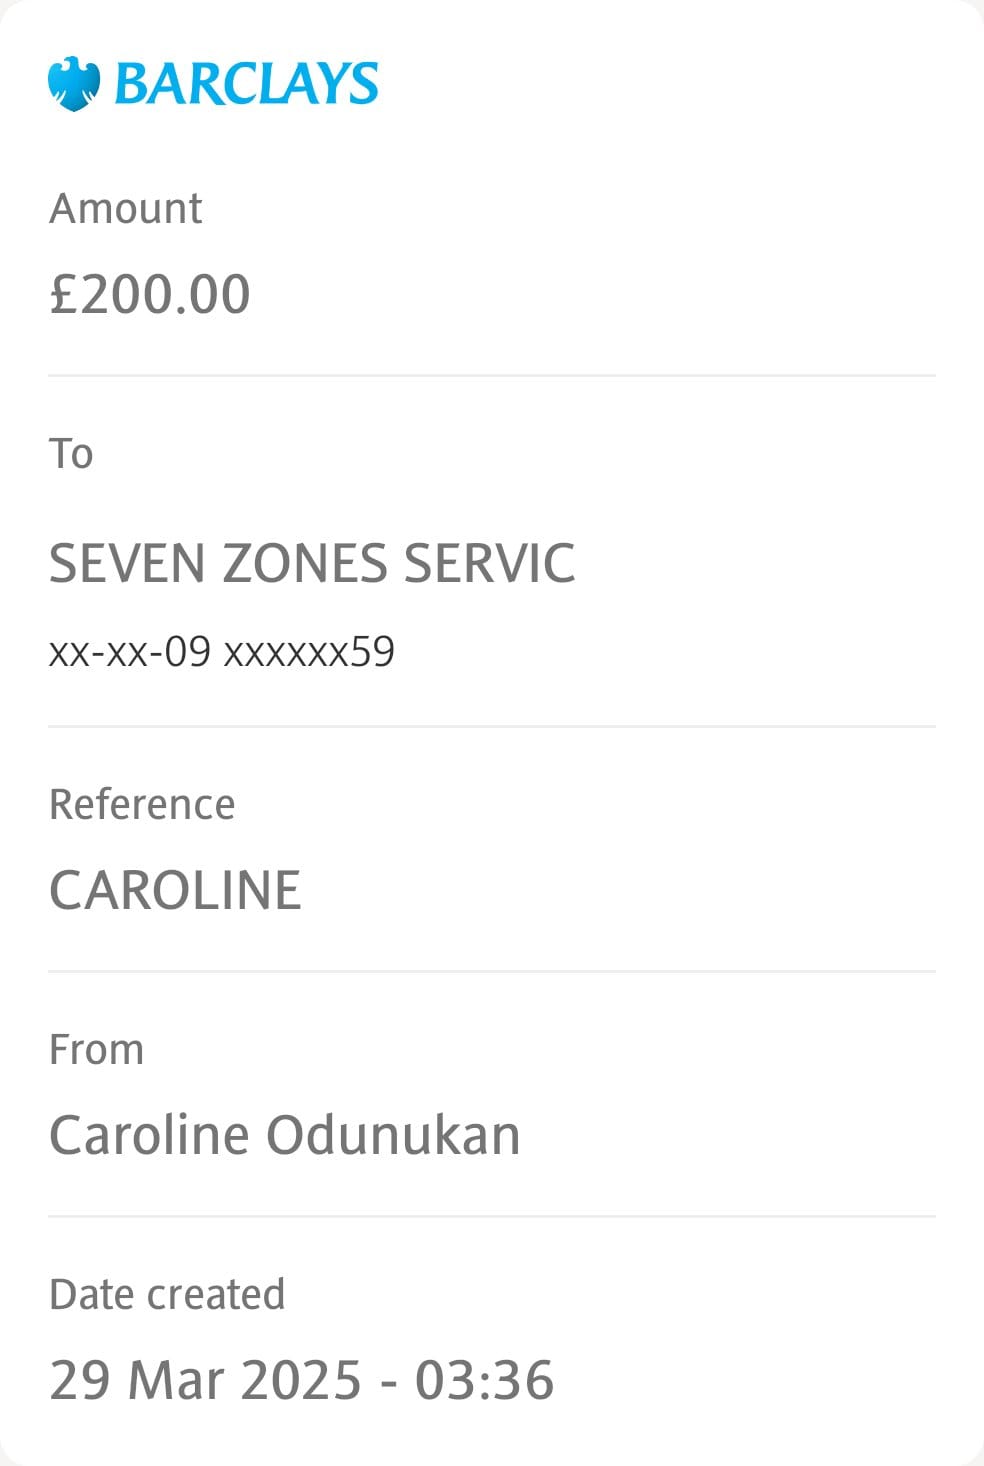 BARCLAYS
Amount
£200.00
To
SEVEN ZONES SERVIC
xx-xx-09 xxxxxx59
Reference
CAROLINE
From
Caroline Odunukan
Date created
29 Mar 2025 - 03:36